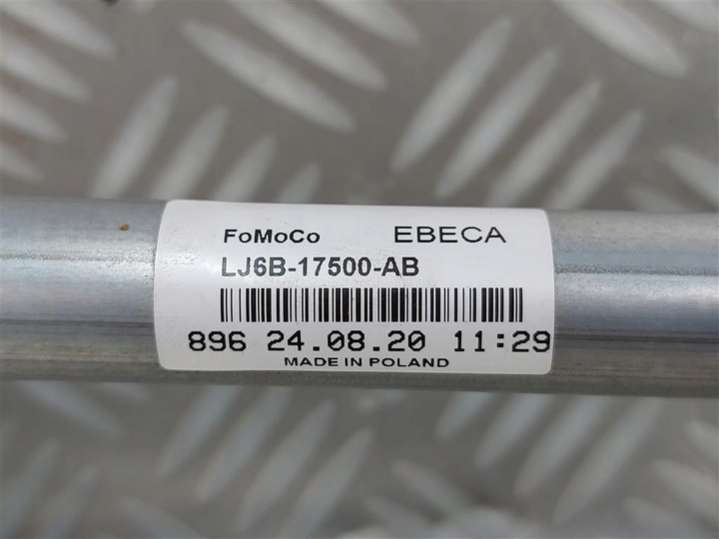 FoMoCo EBECA
LJ6B-17500-AB
896 24.08.20 11:29
MADE IN POLAND